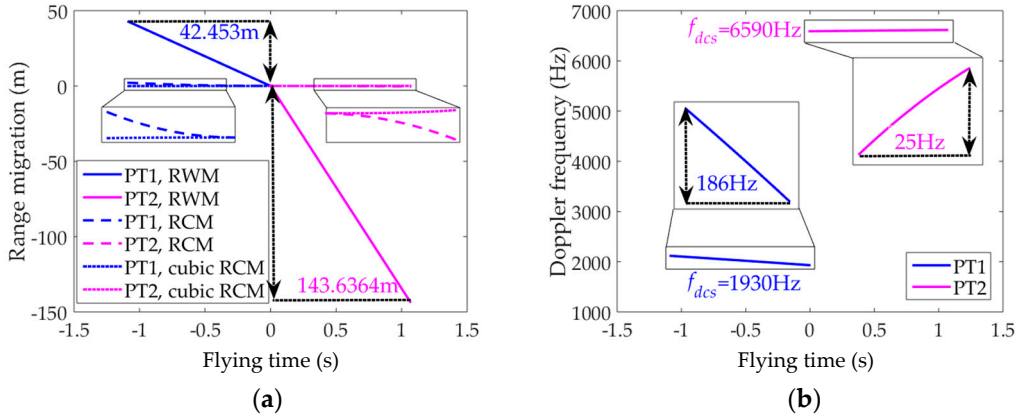 50
0
-50
-100
-150
Range migration (m)
42.453m
143.6364m
PT1, RWM
PT2, RWM
PT1, RCM
PT2, RCM
PT1, cubic RCM
PT2, cubic RCM
-1.5 -1 -0.5 0 0.5 1 1.5
Flying time (s)
(a)
7000
6000
5000
4000
3000
2000
1000
Doppler frequency (Hz)
fdcs=6590Hz
25Hz
186Hz
fdcs=1930Hz
PT1
PT2
-1.5 -1 -0.5 0 0.5 1 1.5
Flying time (s)
(b)